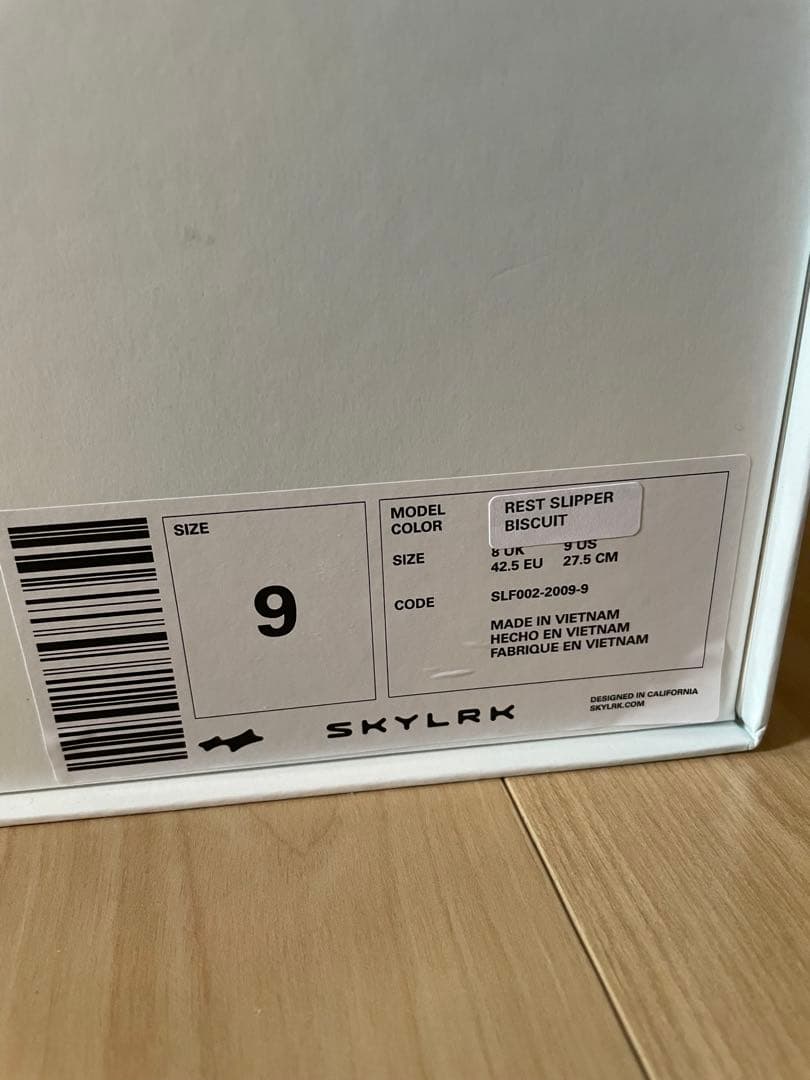 SIZE
9
MODEL REST SLIPPER
COLOR BISCUIT
SIZE 8 UK 9 US
42.5 EU 27.5 CM
CODE SLF002-2009-9
MADE IN VIETNAM
HECHO EN VIETNAM
FABRIQUE EN VIETNAM
SKYLRK
DESIGNED IN CALIFORNIA
SKYLRK.COM